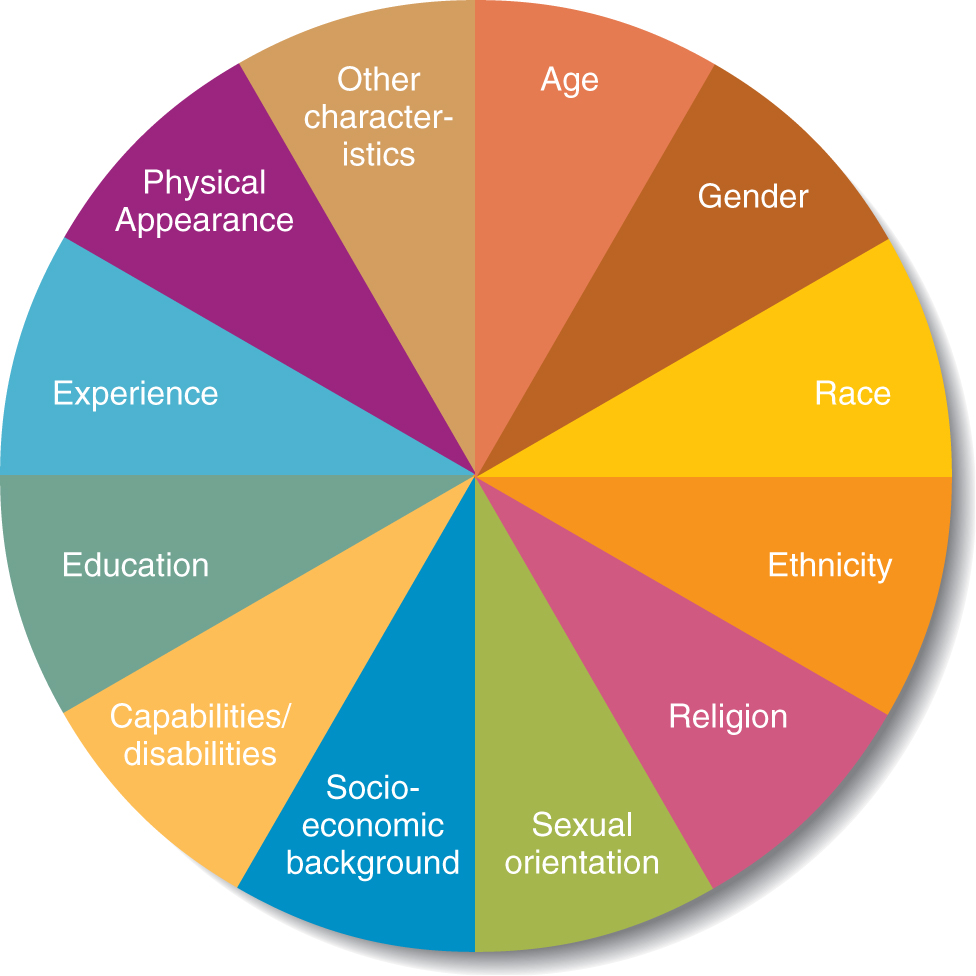 Age
Gender
Race
Ethnicity
Religion
Sexual
orientation
Socio-
economic
background
Capabilities/
disabilities
Education
Experience
Physical
Appearance
Other
character-
istics